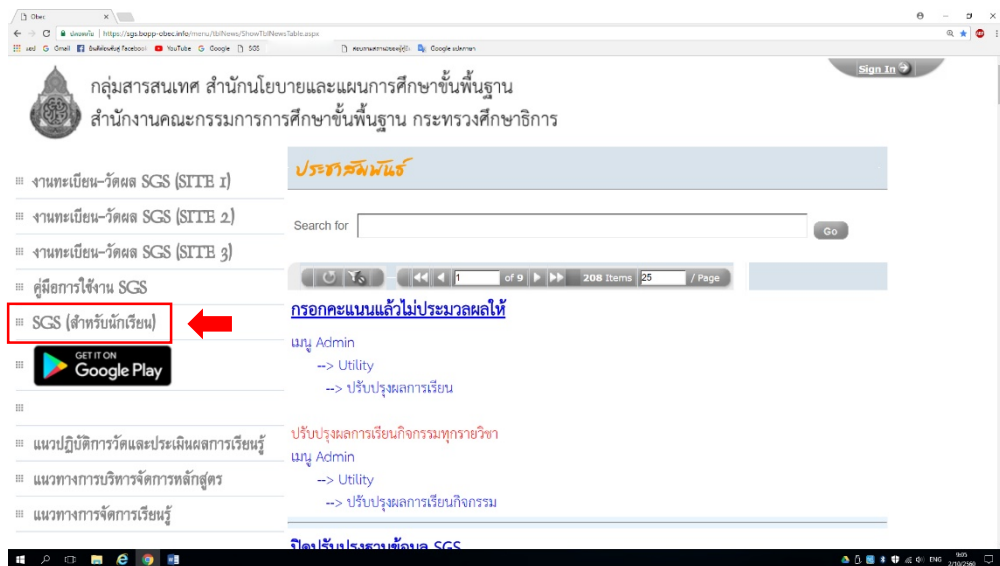 Obec
https://sgs.bopp-obec.info/menu/tblNews/ShowTblNewsTable.aspx
Gmail
YouTube
Google
SGS
กลุ่มสารสนเทศ สำนักนโยบายและแผนการศึกษาขั้นพื้นฐาน
สำนักงานคณะกรรมการการศึกษาขั้นพื้นฐาน กระทรวงศึกษาธิการ
Sign In
งานทะเบียน-วัดผล SGS (SITE 1)
งานทะเบียน-วัดผล SGS (SITE 2)
งานทะเบียน-วัดผล SGS (SITE 3)
คู่มือการใช้งาน SGS
SGS (สำหรับนักเรียน)
GET IT ON
Google Play
แนวปฏิบัติการวัดและประเมินผลการเรียนรู้
แนวทางการบริหารจัดการหลักสูตร
แนวทางการจัดการเรียนรู้
ประชาสัมพันธ์
Search for
Go
1 of 9 208 Items 25 / Page
กรอกคะแนนแล้วไม่ประมวลผลให้
เมนู Admin
--> Utility
--> ปรับปรุงผลการเรียน
ปรับปรุงผลการเรียนกิจกรรมทุกรายวิชา
เมนู Admin
--> Utility
--> ปรับปรุงผลการเรียนกิจกรรม
ปิดปรับปรุงฐานข้อมูล SGS
ENG
9:05
2/10/2560